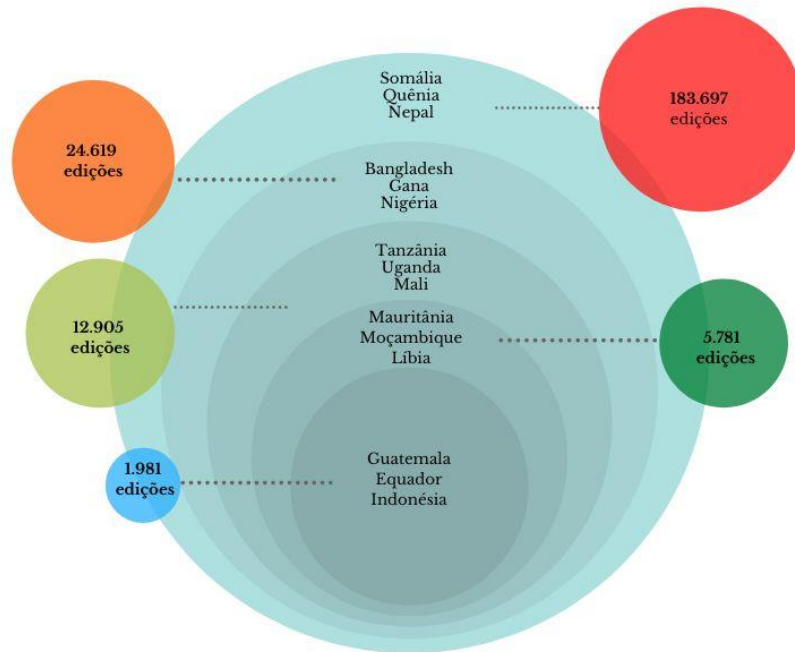 Somália
Quênia
Nepal
183.697
edições
24.619
edições
Bangladesh
Gana
Nigéria
Tanzânia
Uganda
Mali
12.905
edições
Mauritânia
Moçambique
Líbia
5.781
edições
Guatemala
Equador
Indonésia
1.981
edições